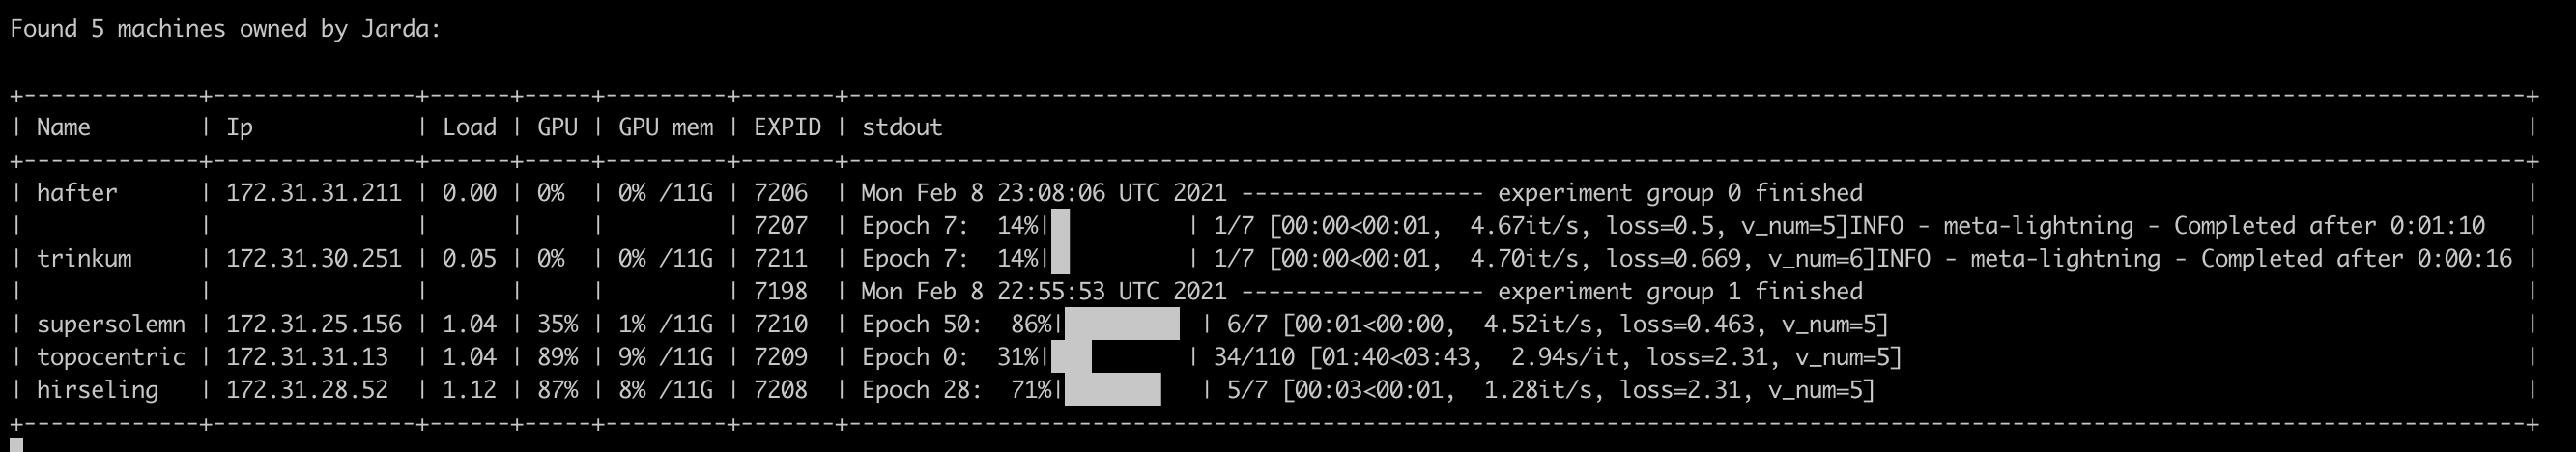 Found 5 machines owned by Jarda:
+-------------+---------------+------+-----+---------+-------+---------------------------------------------------------------------------------------------------------------------------+
| Name        | Ip            | Load | GPU | GPU mem | EXPID | stdout                                                                                                                    |
+-------------+---------------+------+-----+---------+-------+---------------------------------------------------------------------------------------------------------------------------+
| hafter      | 172.31.31.211 | 0.00 | 0%  | 0% /11G | 7206  | Mon Feb 8 23:08:06 UTC 2021 ------------------ experiment group 0 finished                                                |
|             |               |      |     |         | 7207  | Epoch 7:  14%|█         | 1/7 [00:00<00:01,  4.67it/s, loss=0.5, v_num=5]INFO - meta-lightning - Completed after 0:01:10   |
| trinkum     | 172.31.30.251 | 0.05 | 0%  | 0% /11G | 7211  | Epoch 7:  14%|█         | 1/7 [00:00<00:01,  4.70it/s, loss=0.669, v_num=6]INFO - meta-lightning - Completed after 0:00:16 |
|             |               |      |     |         | 7198  | Mon Feb 8 22:55:53 UTC 2021 ------------------ experiment group 1 finished                                                |
| supersolemn | 172.31.25.156 | 1.04 | 35% | 1% /11G | 7210  | Epoch 50:  86%|████████▌ | 6/7 [00:01<00:00,  4.52it/s, loss=0.463, v_num=5]                                                |
| topocentric | 172.31.31.13  | 1.04 | 89% | 9% /11G | 7209  | Epoch 0:  31%|███       | 34/110 [01:40<03:43,  2.94s/it, loss=2.31, v_num=5]                                              |
| hirseling   | 172.31.28.52  | 1.12 | 87% | 8% /11G | 7208  | Epoch 28:  71%|███████   | 5/7 [00:03<00:01,  1.28it/s, loss=2.31, v_num=5]                                                 |
+-------------+---------------+------+-----+---------+-------+---------------------------------------------------------------------------------------------------------------------------+